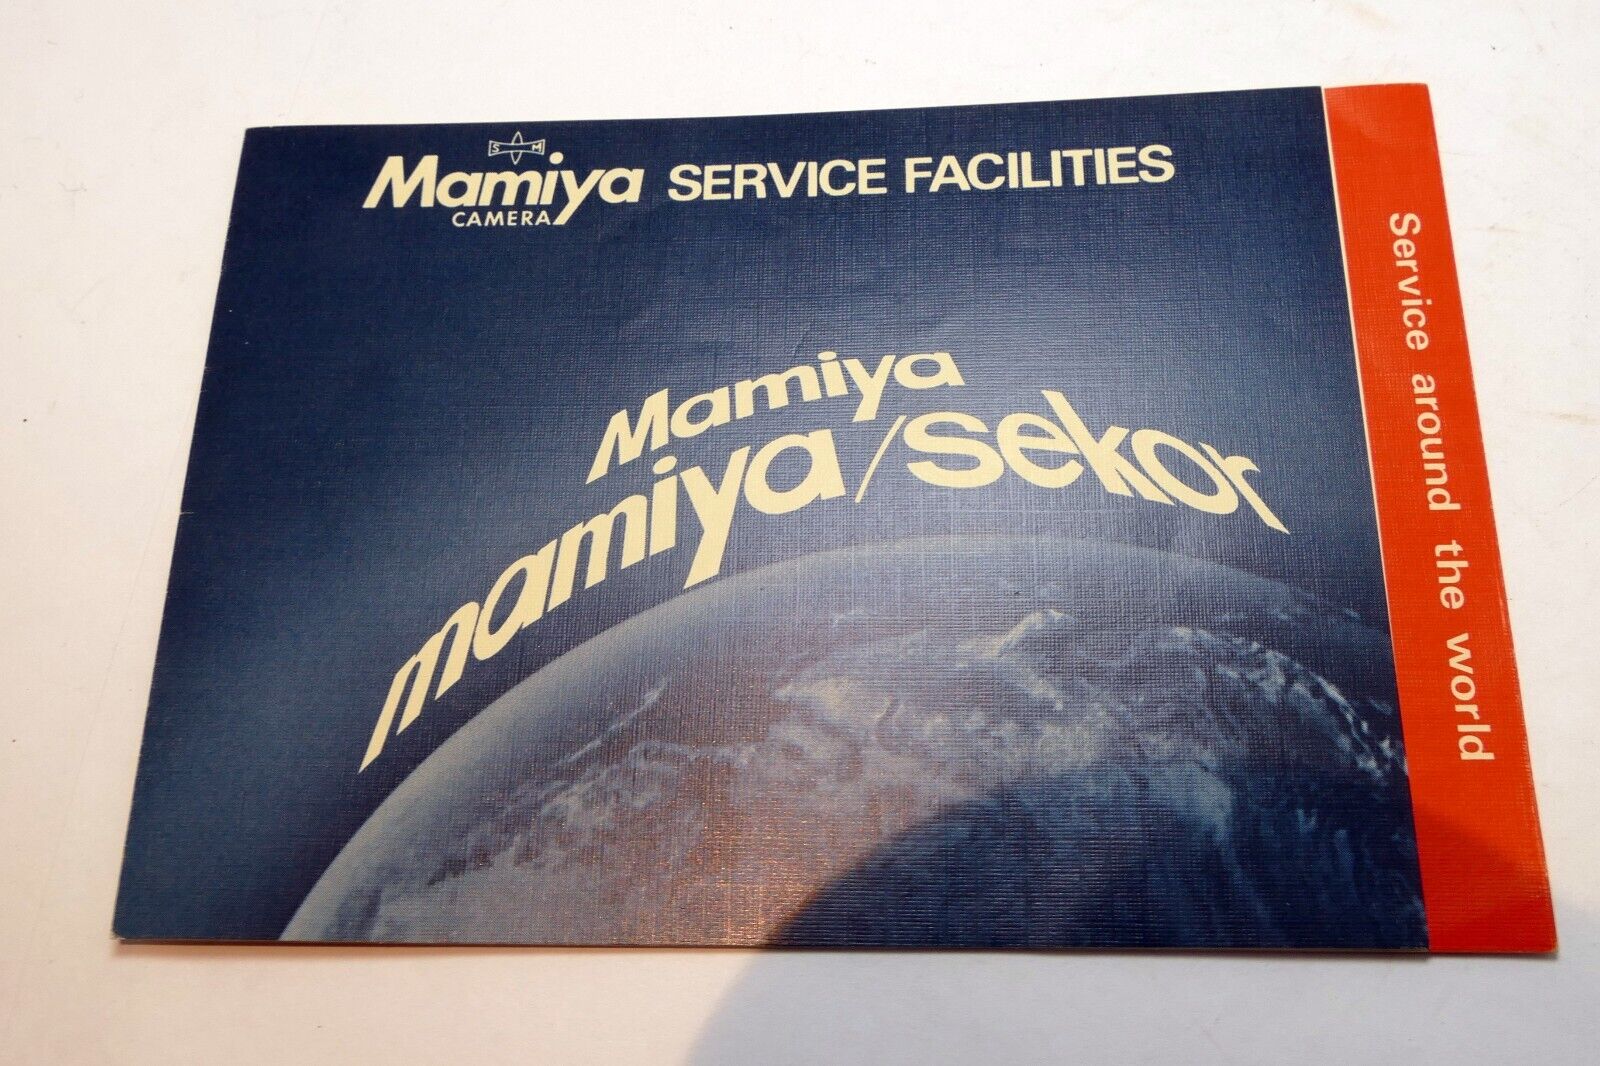 S M
Mamiya SERVICE FACILITIES
CAMERA
Mamiya
mamiya/sekor
Service around the world